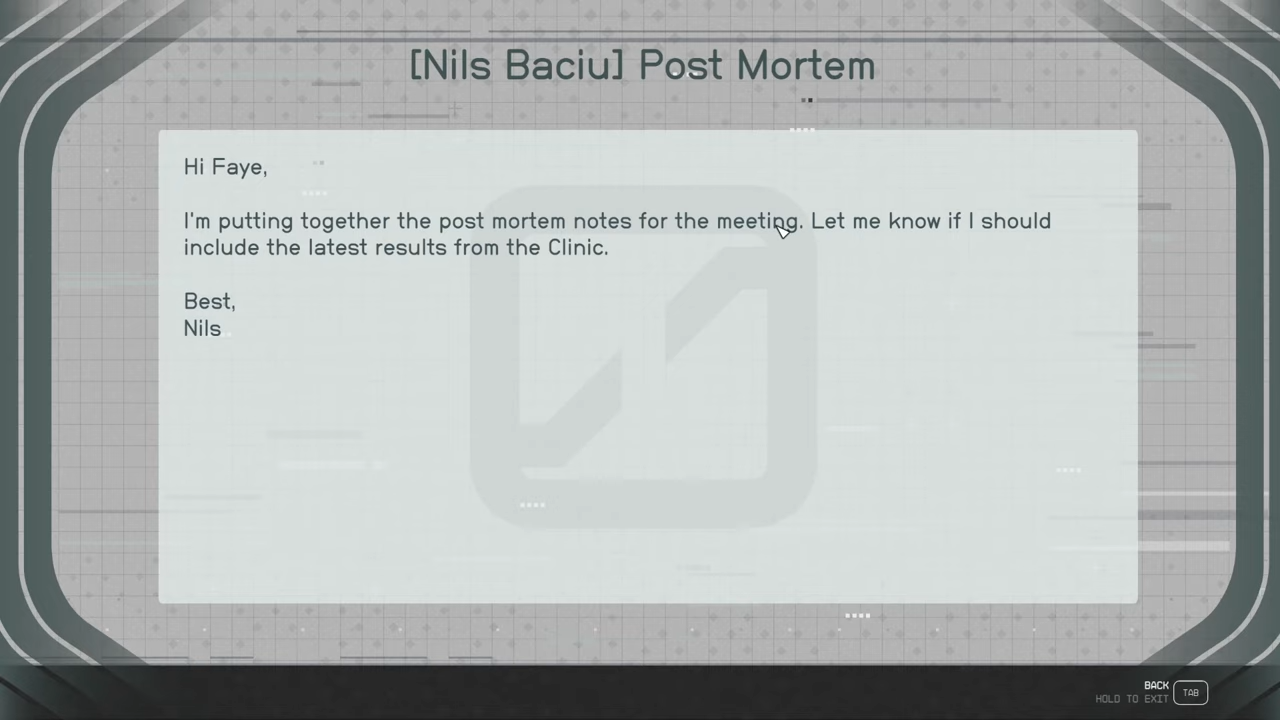 [Nils Baciu] Post Mortem
Hi Faye,
I'm putting together the post mortem notes for the meeting. Let me know if I should
include the latest results from the Clinic.
Best,
Nils
BACK
HOLD TO EXIT
TAB